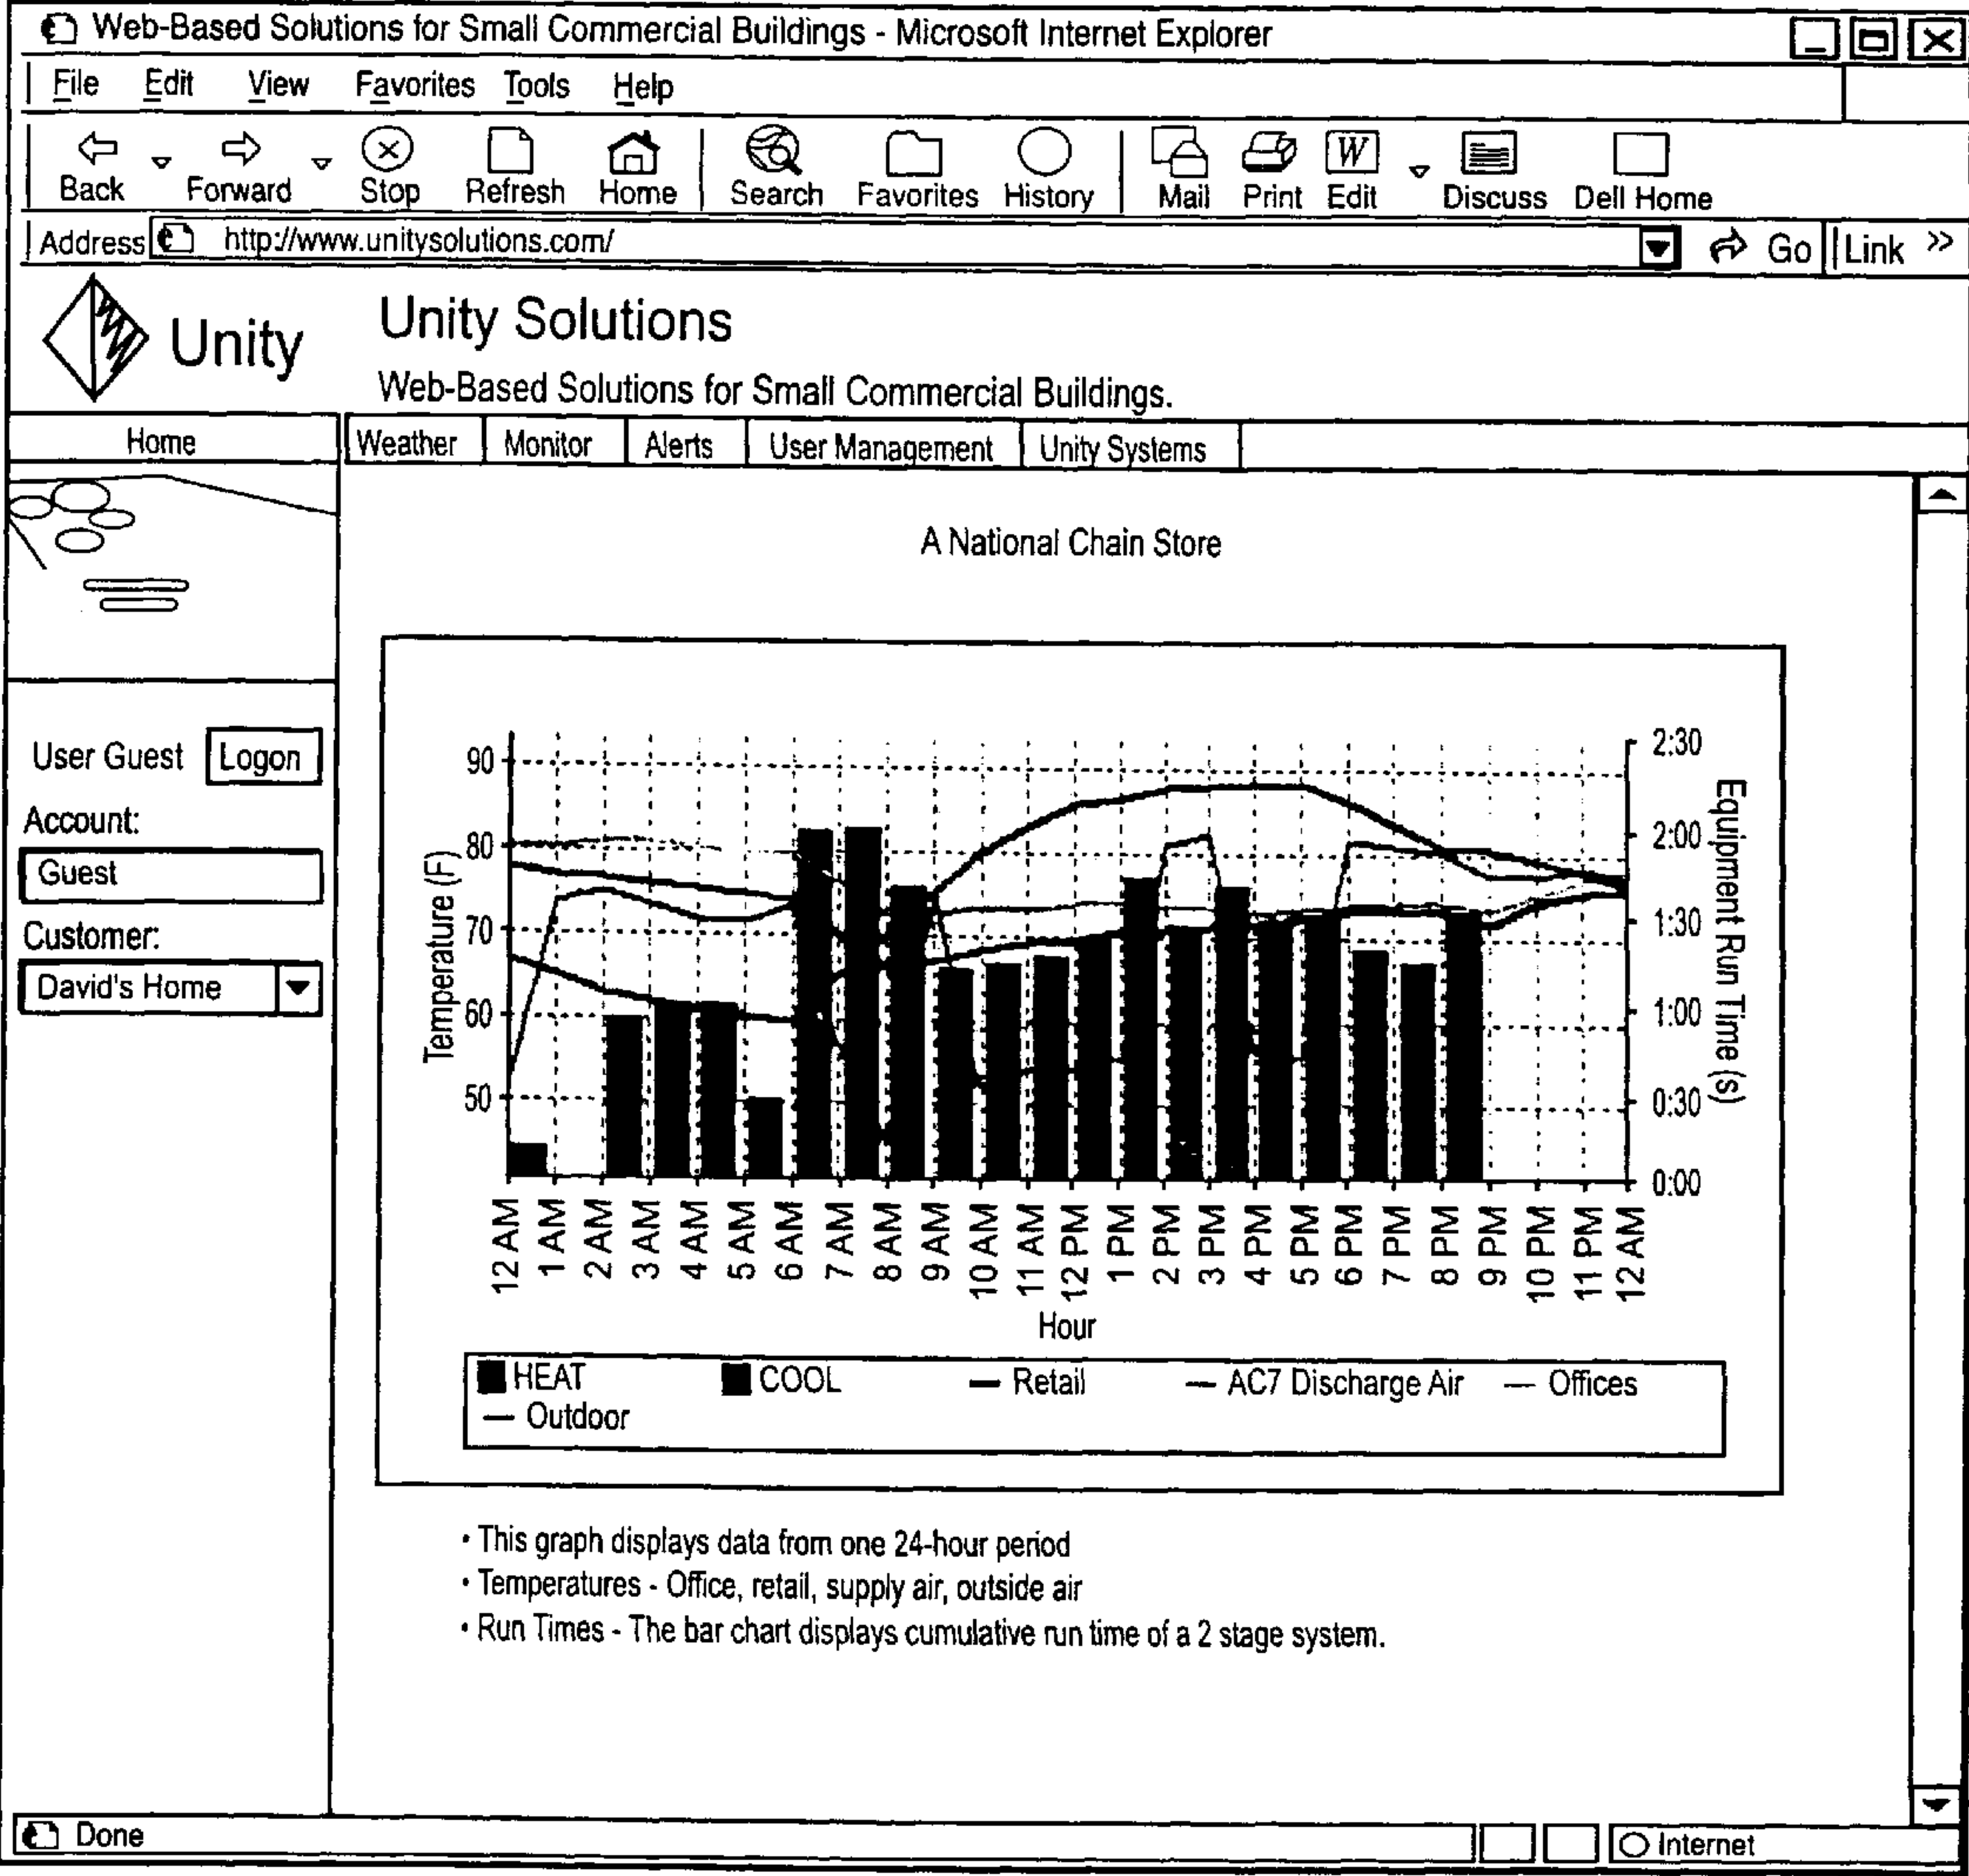 Web-Based Solutions for Small Commercial Buildings - Microsoft Internet Explorer
File Edit View Favorites Tools Help
Back Forward Stop Refresh Home Search Favorites History Mail Print Edit Discuss Dell Home
W
Address http://www.unitysolutions.com/ Go Link >>
Unity
Unity Solutions
Web-Based Solutions for Small Commercial Buildings.
Home Weather Monitor Alerts User Management Unity Systems
A National Chain Store
User Guest Logon
Account:
Guest
Customer:
David's Home
Temperature (F)
90
80
70
60
50
2:30
2:00
1:30
1:00
0:30
0:00
Equipment Run Time (s)
12 AM 1 AM 2 AM 3 AM 4 AM 5 AM 6 AM 7 AM 8 AM 9 AM 10 AM 11 AM 12 PM 1 PM 2 PM 3 PM 4 PM 5 PM 6 PM 7 PM 8 PM 9 PM 10 PM 11 PM 12 AM
Hour
HEAT COOL Retail AC7 Discharge Air Offices
Outdoor
• This graph displays data from one 24-hour period
• Temperatures - Office, retail, supply air, outside air
• Run Times - The bar chart displays cumulative run time of a 2 stage system.
Done Internet